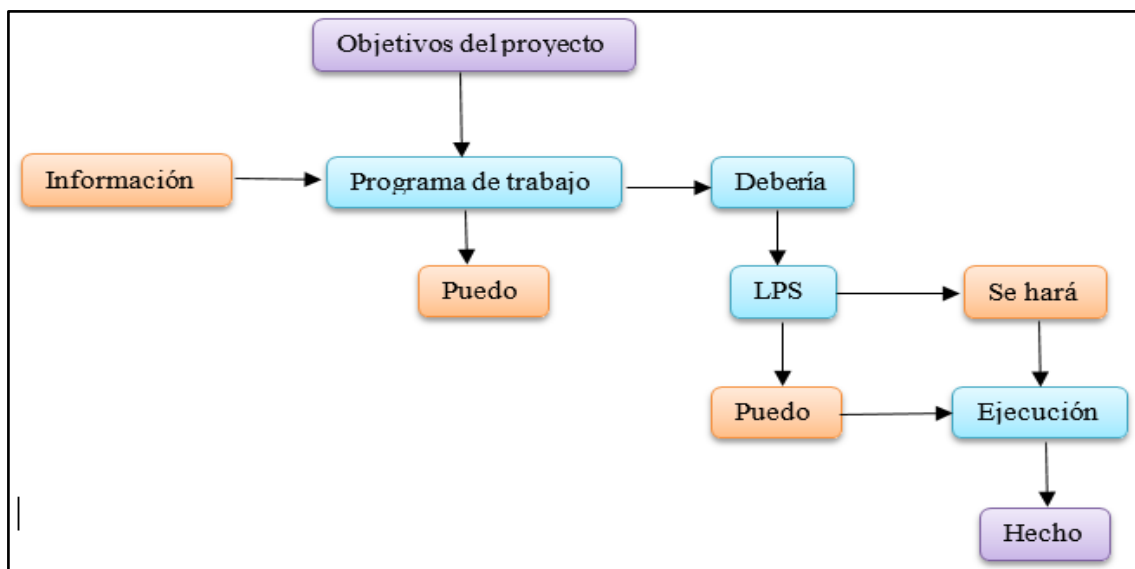 Objetivos del proyecto
Información
Programa de trabajo
Debería
Puedo
LPS
Se hará
Puedo
Ejecución
Hecho